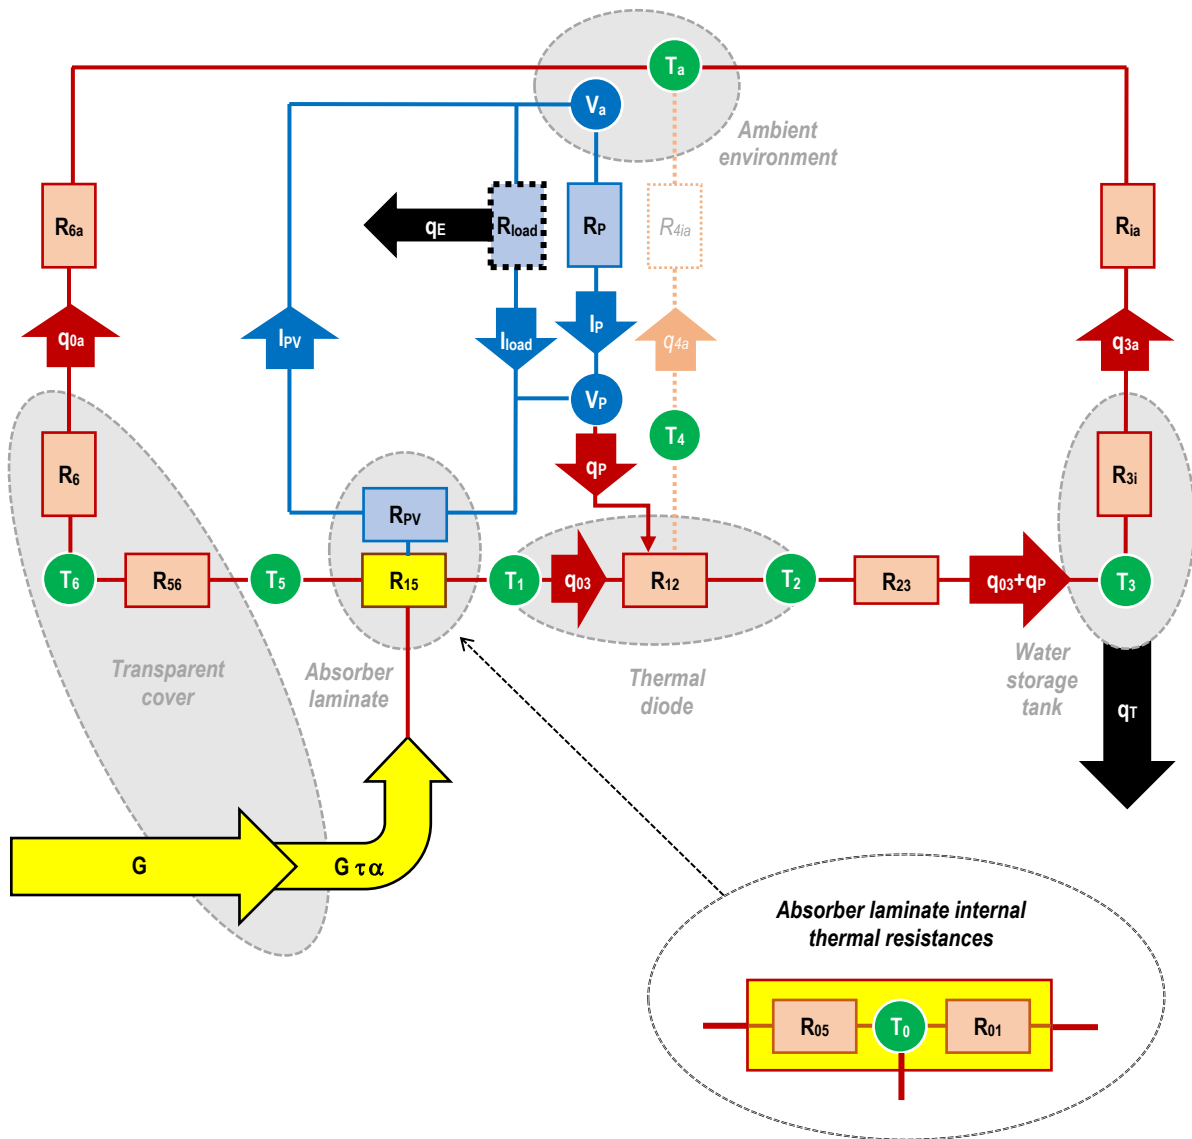 Ta
Va
Ambient
environment
R6a
qE
Rload
RP
R4ia
Ria
q0a
IPV
Iload
IP
q4a
q3a
VP
T4
R6
qP
R3i
RPV
T6
R56
T5
R15
T1
q03
R12
T2
R23
q03+qP
T3
Transparent
cover
Absorber
laminate
Thermal
diode
Water
storage
tank
qT
G
G τ α
Absorber laminate internal
thermal resistances
R05
T0
R01